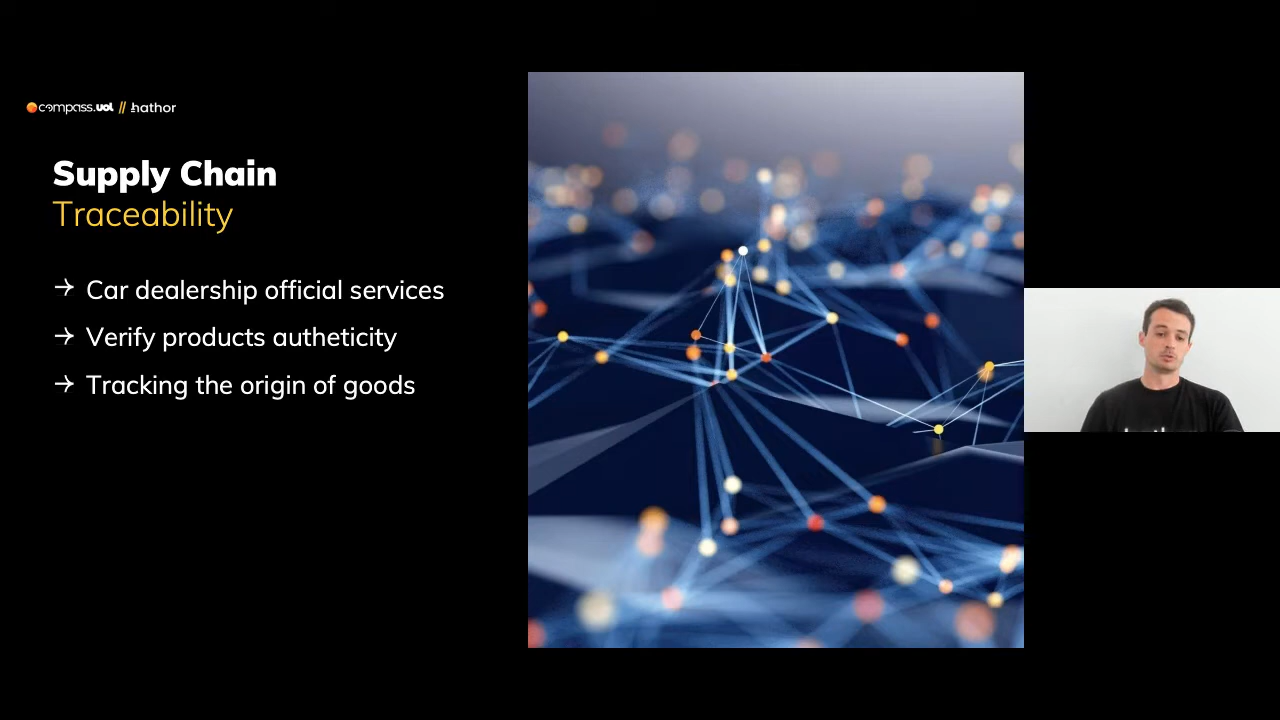 compass.uol // hathor
Supply Chain
Traceability
→ Car dealership official services
→ Verify products autheticity
→ Tracking the origin of goods